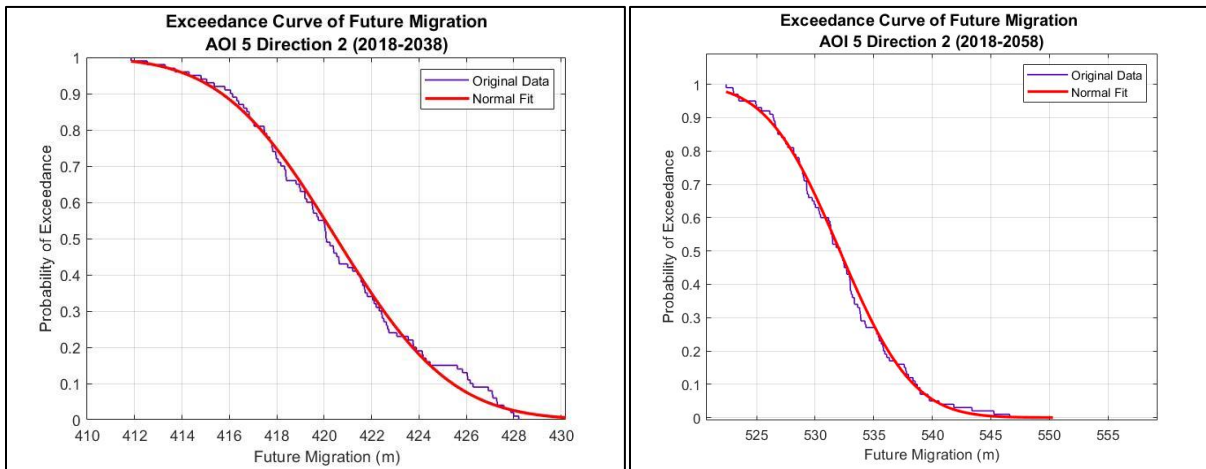 Exceedance Curve of Future Migration
AOI 5 Direction 2 (2018-2038)
1
0.9
0.8
0.7
0.6
0.5
0.4
0.3
0.2
0.1
0
Probability of Exceedance
Original Data
Normal Fit
410 412 414 416 418 420 422 424 426 428 430
Future Migration (m)
Exceedance Curve of Future Migration
AOI 5 Direction 2 (2018-2058)
1
0.9
0.8
0.7
0.6
0.5
0.4
0.3
0.2
0.1
0
Probability of Exceedance
Original Data
Normal Fit
525 530 535 540 545 550 555
Future Migration (m)